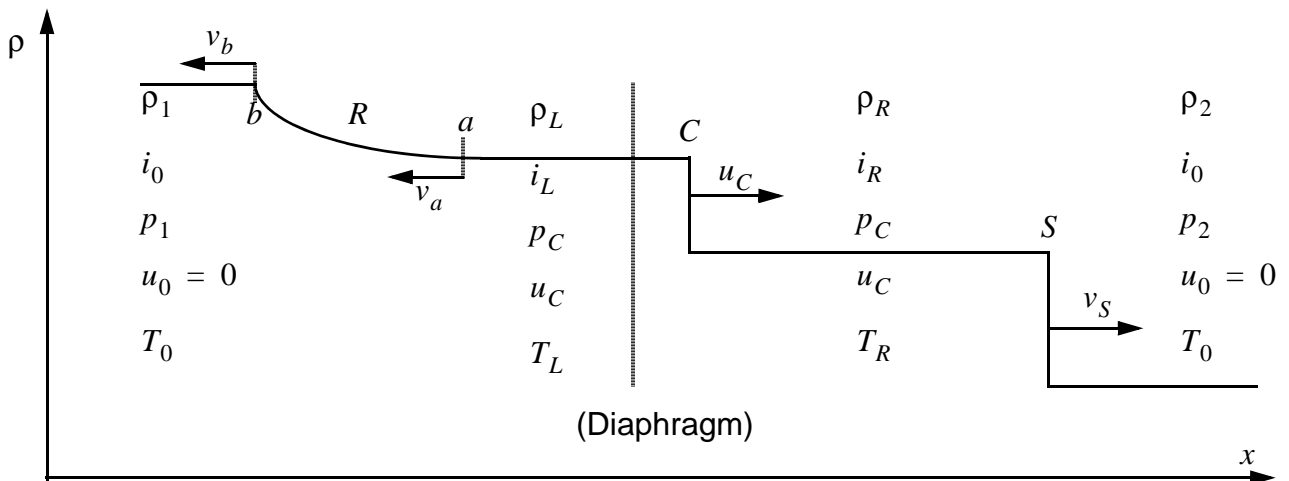 ρ
v_b
ρ_1
b
R
a
ρ_L
C
ρ_R
ρ_2
i_0
v_a
i_L
u_C
i_R
i_0
p_1
p_C
p_C
S
p_2
u_0 = 0
u_C
u_C
v_S
u_0 = 0
T_0
T_L
T_R
T_0
(Diaphragm)
x